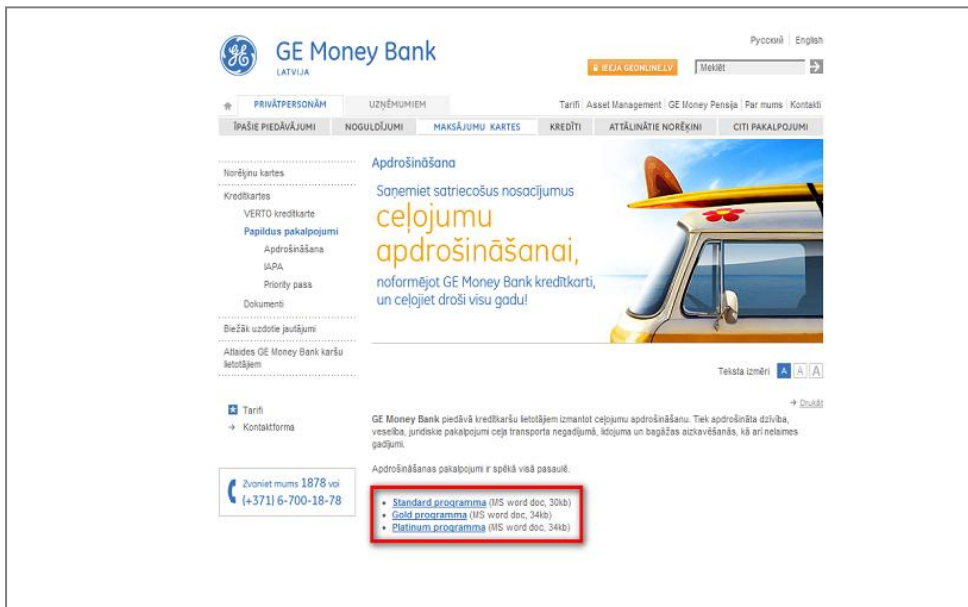 Русский English
GE Money Bank
LATVIJA
IEEJA GEONLINE.LV Meklēt
PRIVĀTPERSONĀM UZŅĒMUMIEM Tarifi Asset Management GE Money Pensija Par mums Kontakti
ĪPAŠIE PIEDĀVĀJUMI NOGULDĪJUMI MAKSĀJUMU KARTES KREDĪTI ATTĀLINĀTIE NORĒĶINI CITI PAKALPOJUMI
Norēķinu kartes
Kredītkartes
VERTO kredītkarte
Papildus pakalpojumi
Apdrošināšana
IAPA
Priority pass
Dokumenti
Biežāk uzdotie jautājumi
Atlaides GE Money Bank karšu
lietotājiem
Tarifi
Kontaktforma
Zvaniet mums 1878 vai
(+371) 6-700-18-78
Apdrošināšana
Saņemiet satriecošus nosacījumus
ceļojumu
apdrošināšanai,
noformējot GE Money Bank kredītkarti,
un ceļojiet droši visu gadu!
Teksta izmēri A A A
Drukāt
GE Money Bank piedāvā kredītkaršu lietotājiem izmantot ceļojumu apdrošināšanu. Tiek apdrošināta dzīvība,
veselība, juridiskie pakalpojumi ceļa transporta negadījumā, lidojuma un bagāžas aizkavēšanās, kā arī nelaimes
gadījumi.
Apdrošināšanas pakalpojumi ir spēkā visā pasaulē.
Standard programma (MS word doc, 30kb)
Gold programma (MS word doc, 34kb)
Platinum programma (MS word doc, 34kb)